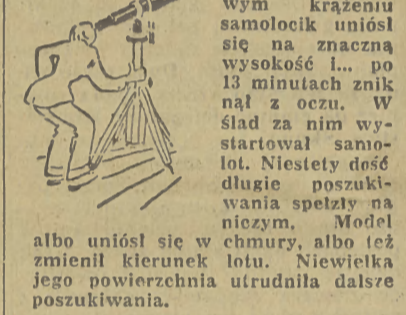 wym krążeniu
samolocik uniósł
się na znaczną
wysokość i... po
13 minutach znik
nął z oczu. W
ślad za nim wy-
startował samo-
lot. Niestety dość
długie poszuki-
wania spełzły na
niczym. Model
albo uniósł się w chmury, albo też
zmienił kierunek lotu. Niewielka
jego powierzchnia utrudniła dalsze
poszukiwania.